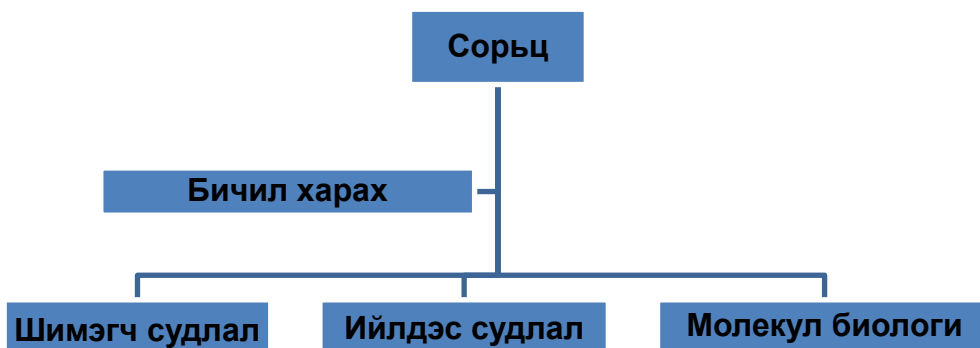 Сорьц
Бичил харах
Шимэгч судлал
Ийлдэс судлал
Молекул биологи